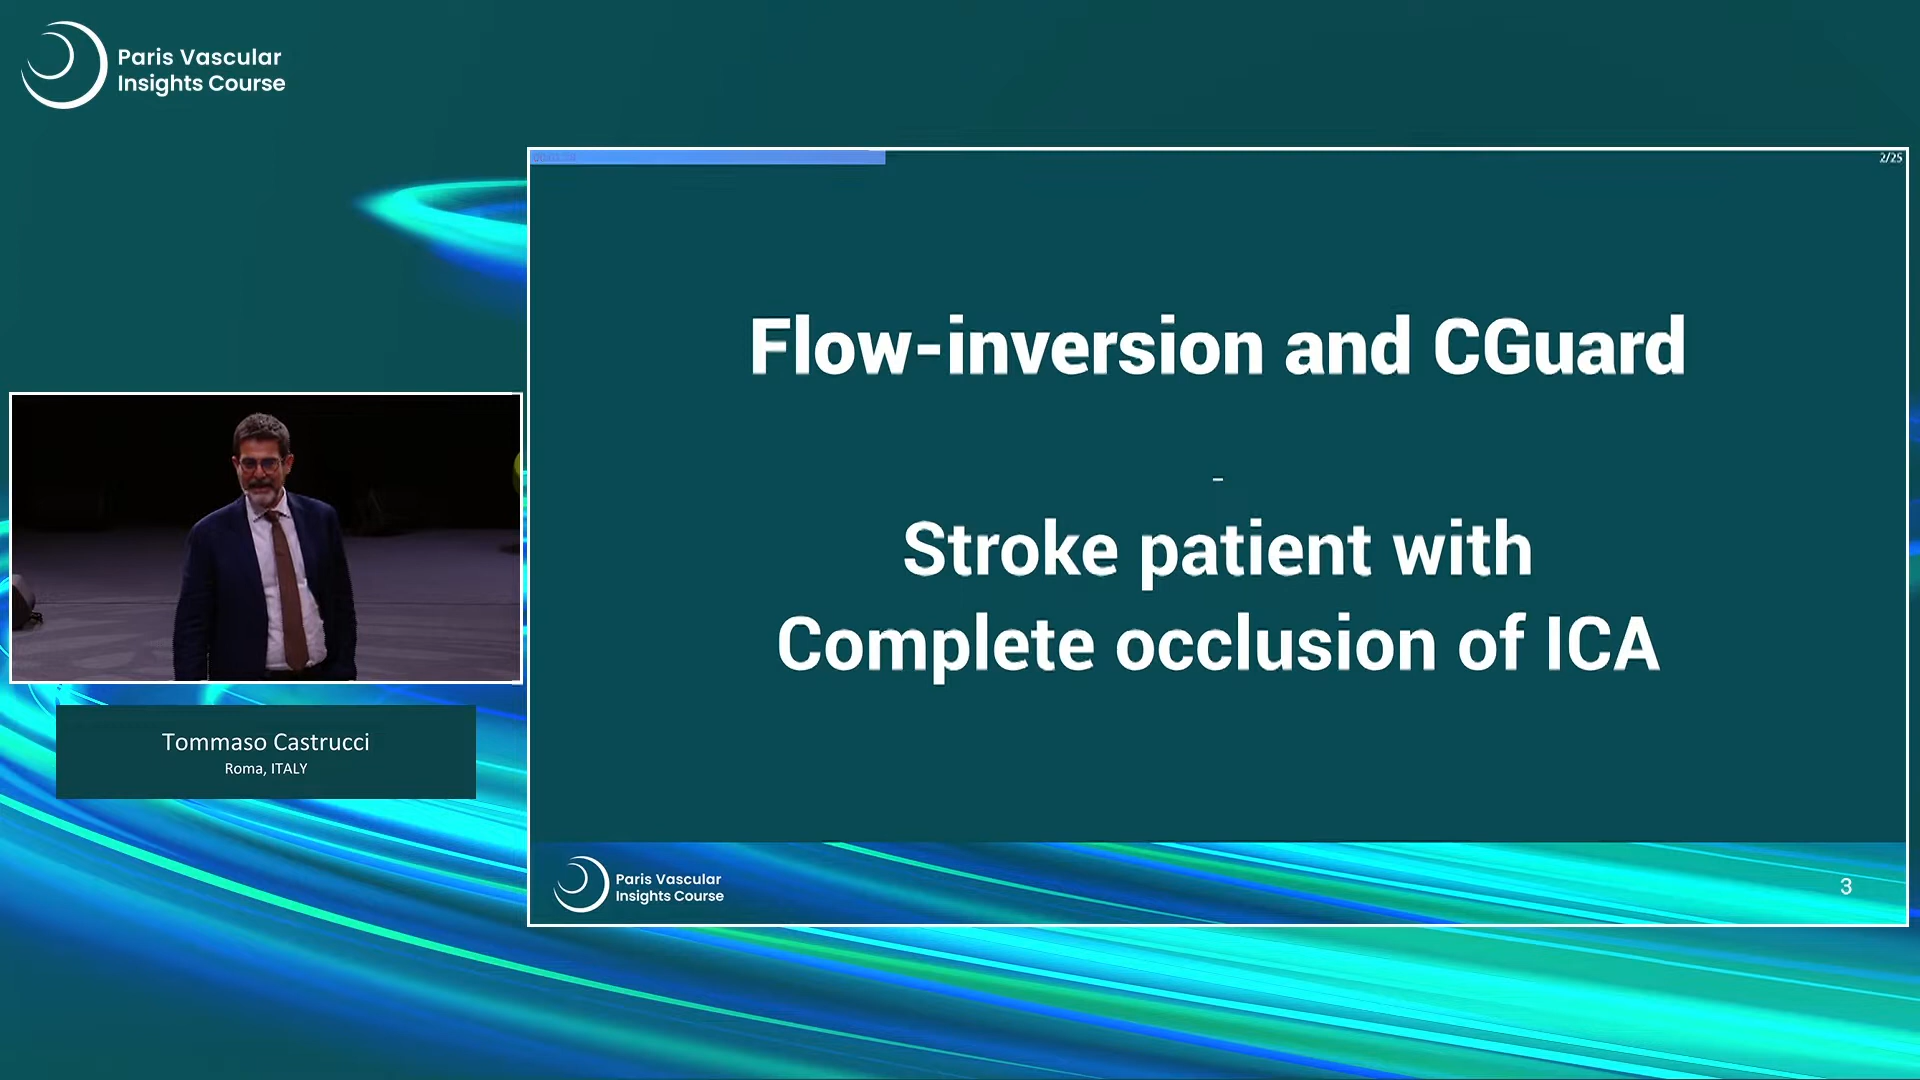 Paris Vascular
Insights Course
2/25
Flow-inversion and CGuard
-
Stroke patient with
Complete occlusion of ICA
Tommaso Castrucci
Roma, ITALY
Paris Vascular
Insights Course
3